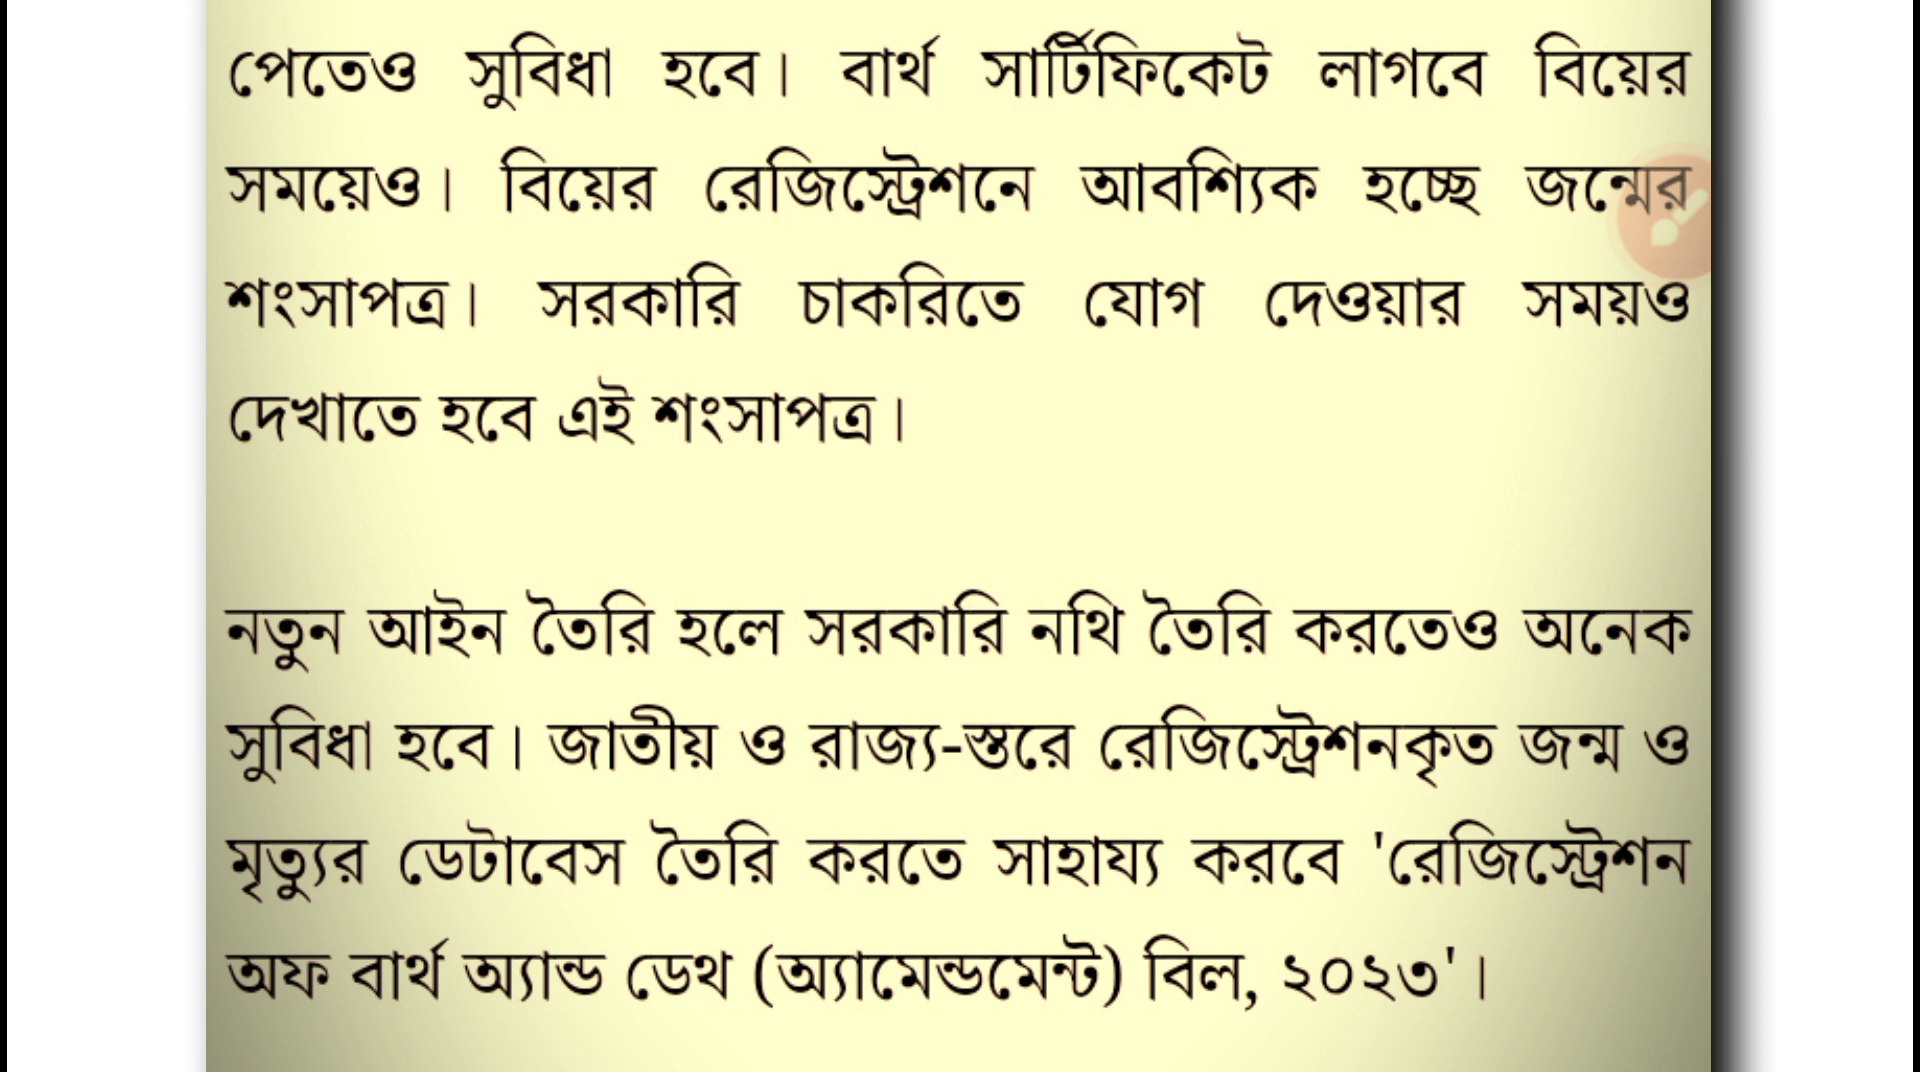 পেতেও সুবিধা হবে। বার্থ সার্টিফিকেট লাগবে বিয়ের
সময়েও। বিয়ের রেজিস্ট্রেশনে আবশ্যিক হচ্ছে জন্মের
শংসাপত্র। সরকারি চাকরিতে যোগ দেওয়ার সময়ও
দেখাতে হবে এই শংসাপত্র।
নতুন আইন তৈরি হলে সরকারি নথি তৈরি করতেও অনেক
সুবিধা হবে। জাতীয় ও রাজ্য-স্তরে রেজিস্ট্রেশনকৃত জন্ম ও
মৃত্যুর ডেটাবেস তৈরি করতে সাহায্য করবে 'রেজিস্ট্রেশন
অফ বার্থ অ্যান্ড ডেথ (অ্যামেন্ডমেন্ট) বিল, ২০২৩'।